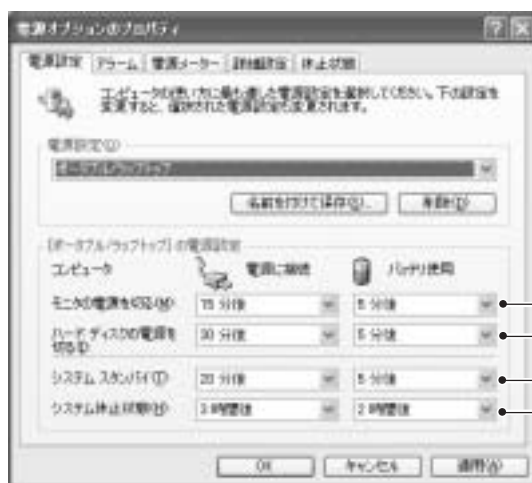 電源オプションのプロパティ
電源設定 アラーム 電源メーター 詳細設定 休止状態
コンピュータの使い方に最も適した電源設定を選択してください。下の設定を
変更すると、選択された電源設定も変更されます。
電源設定(U)
ポータブル/ラップトップ
名前を付けて保存(S)... 削除(D)
[ポータブル/ラップトップ] の電源設定
コンピュータ 電源に接続 バッテリ使用
モニタの電源を切る(M) 15 分後 5 分後
ハード ディスクの電源を 30 分後 5 分後
切る(I)
システム スタンバイ(T) 20 分後 5 分後
システム休止状態(H) 3 時間後 2 時間後
OK キャンセル 適用(A)